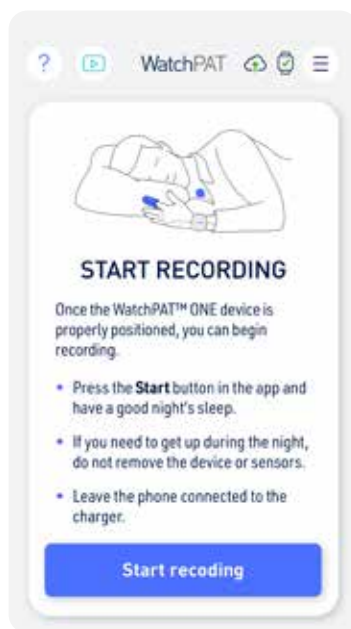 ?
WatchPAT
START RECORDING
Once the WatchPAT™ ONE device is
properly positioned, you can begin
recording.
• Press the Start button in the app and
have a good night's sleep.
• If you need to get up during the night,
do not remove the device or sensors.
• Leave the phone connected to the
charger.
Start recoding